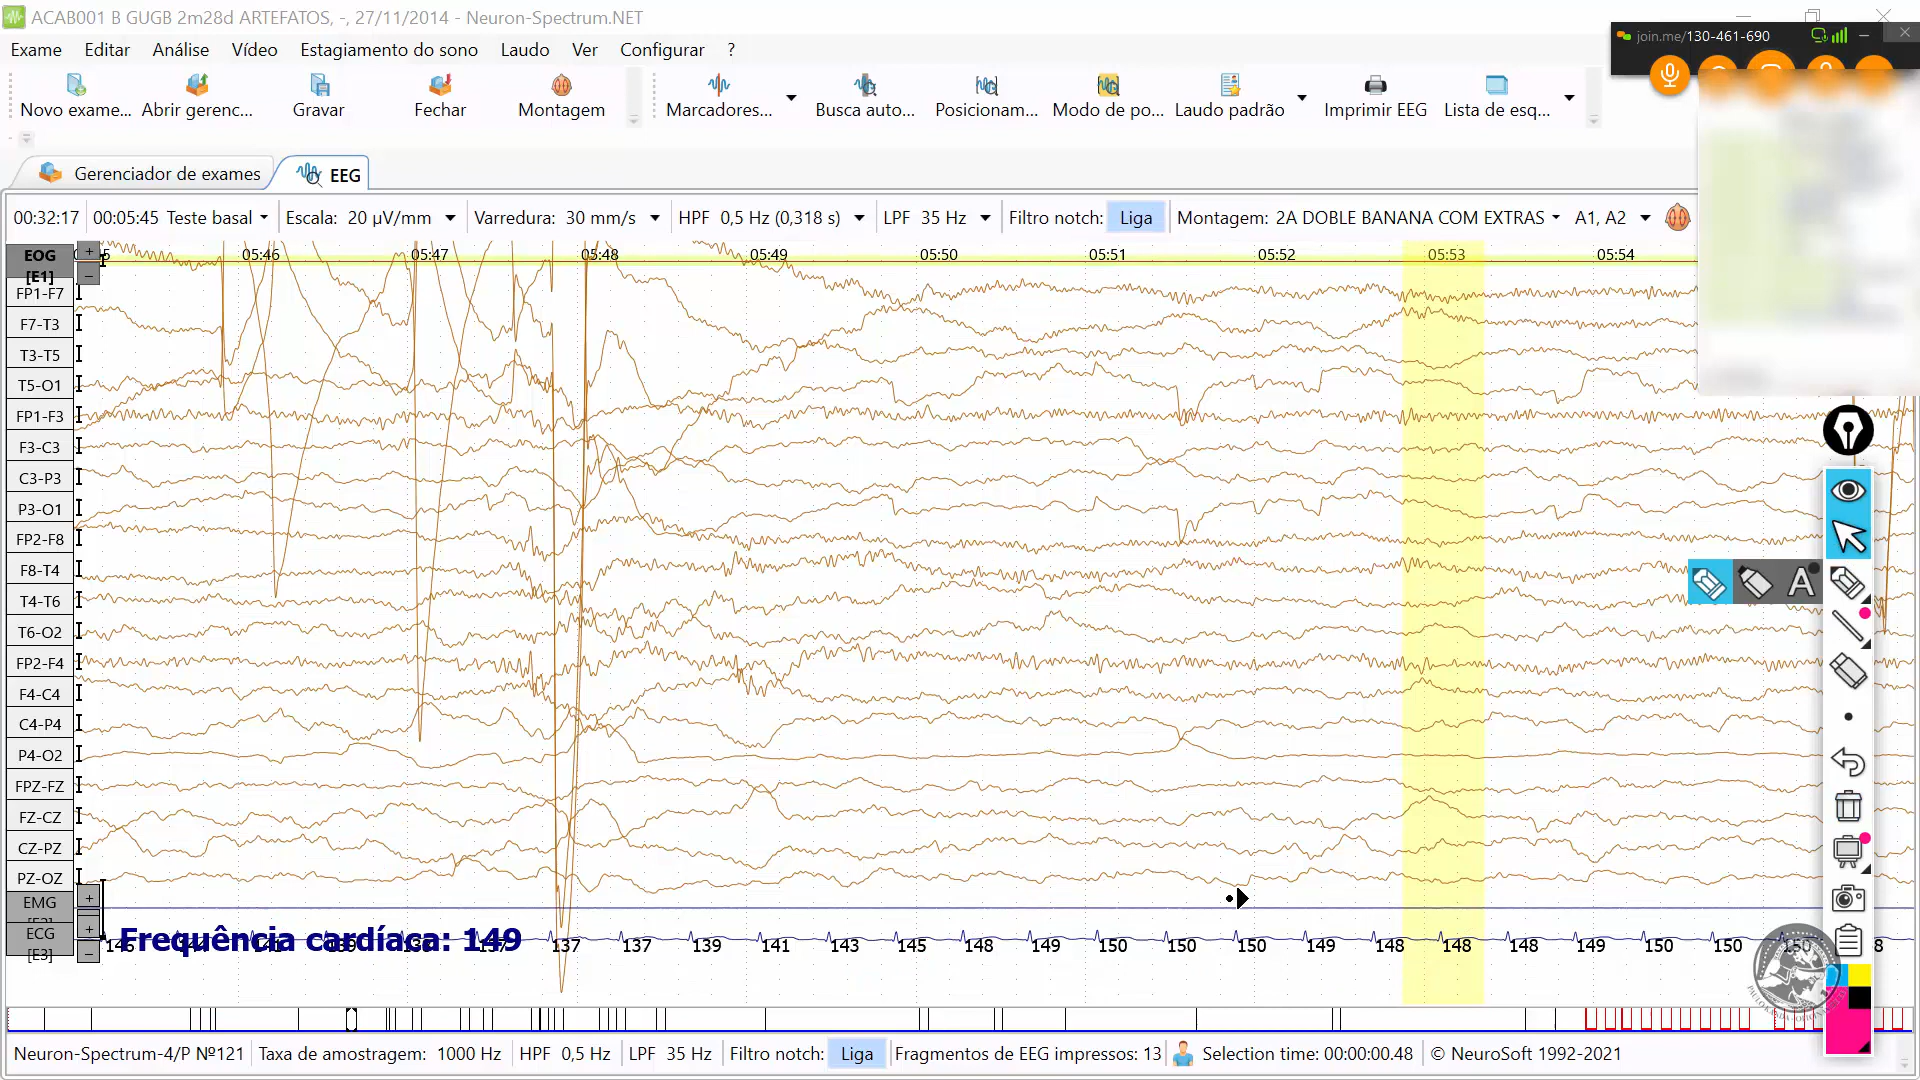 ACAB001 B GUGB 2m28d ARTEFATOS, -, 27/11/2014 - Neuron-Spectrum.NET
join.me/130-461-690
Exame Editar Análise Vídeo Estagiamento do sono Laudo Ver Configurar ?
Novo exame... Abrir gerenc... Gravar Fechar Montagem Marcadores... Busca auto... Posicionam... Modo de po... Laudo padrão Imprimir EEG Lista de esq...
Gerenciador de exames EEG
00:32:17 00:05:45 Teste basal Escala: 20 µV/mm Varredura: 30 mm/s HPF 0,5 Hz (0,318 s) LPF 35 Hz Filtro notch: Liga Montagem: 2A DOBLE BANANA COM EXTRAS A1, A2
EOG + 05:46 05:47 05:48 05:49 05:50 05:51 05:52 05:53 05:54
[E1] −
FP1-F7
F7-T3
T3-T5
T5-O1
FP1-F3
F3-C3
C3-P3
P3-O1
FP2-F8
F8-T4
A
T4-T6
T6-O2
FP2-F4
F4-C4
C4-P4
P4-O2
FPZ-FZ
FZ-CZ
CZ-PZ
PZ-OZ
EMG +
ECG +
[E3] −
Frequência cardíaca: 149
137 137 139 141 143 145 148 149 150 150 150 149 148 148 148 149 150 150 150
Neuron-Spectrum-4/P Nº121 Taxa de amostragem: 1000 Hz HPF 0,5 Hz LPF 35 Hz Filtro notch: Liga Fragmentos de EEG impressos: 13 Selection time: 00:00:00.48 © NeuroSoft 1992-2021